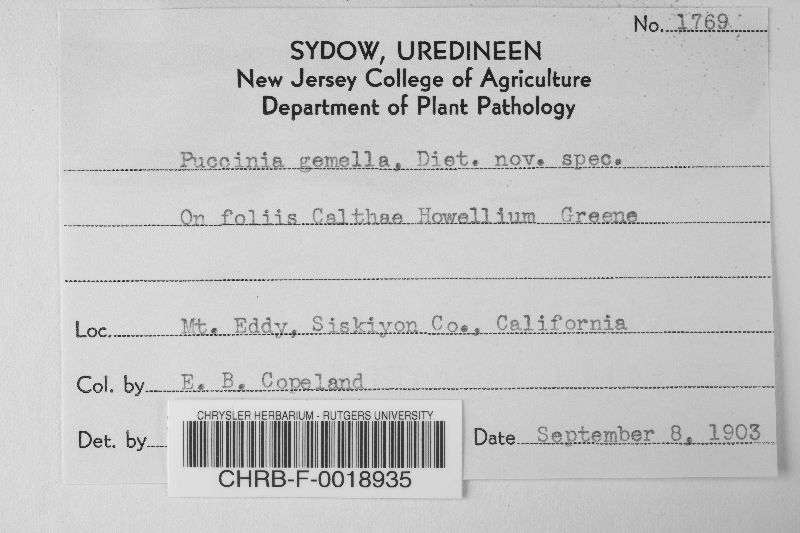 No. 1769
SYDOW, UREDINEEN
New Jersey College of Agriculture
Department of Plant Pathology
Puccinia gemella, Diet. nov. spec.
On foliis Calthae Howellium Greene
Loc. Mt. Eddy, Siskiyon Co., California
Col. by E. B. Copeland
Det. by
Date September 8, 1903
CHRYSLER HERBARIUM - RUTGERS UNIVERSITY
CHRB-F-0018935